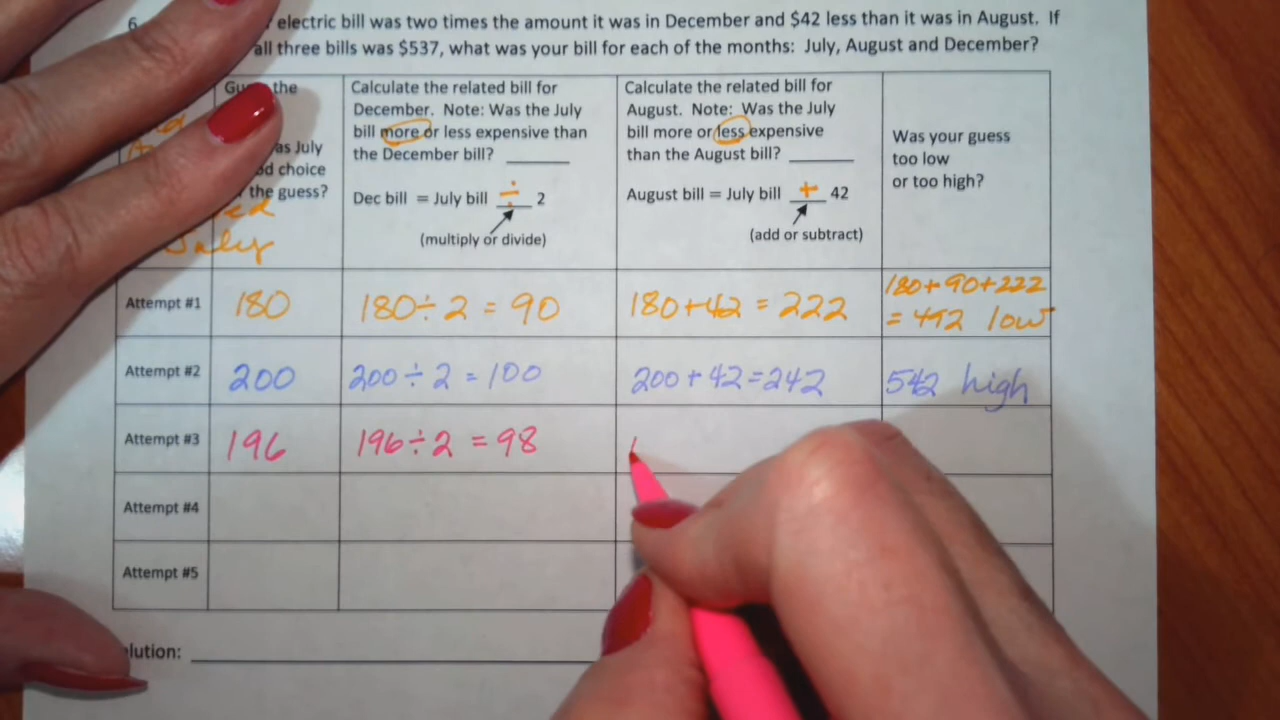 6. electric bill was two times the amount it was in December and $42 less than it was in August. If
all three bills was $537, what was your bill for each of the months: July, August and December?
the
as July
choice
the guess?
July
Calculate the related bill for
December. Note: Was the July
bill more or less expensive than
the December bill? ______
Dec bill = July bill ÷ 2
(multiply or divide)
Calculate the related bill for
August. Note: Was the July
bill more or less expensive
than the August bill? ______
August bill = July bill + 42
(add or subtract)
Was your guess
too low
or too high?
Attempt #1 180 180÷2 = 90 180+42 = 222 180+90+222
= 492 low
Attempt #2 200 200÷2 = 100 200+42=242 542 high
Attempt #3 196 196÷2 = 98
Attempt #4
Attempt #5
lution: ______